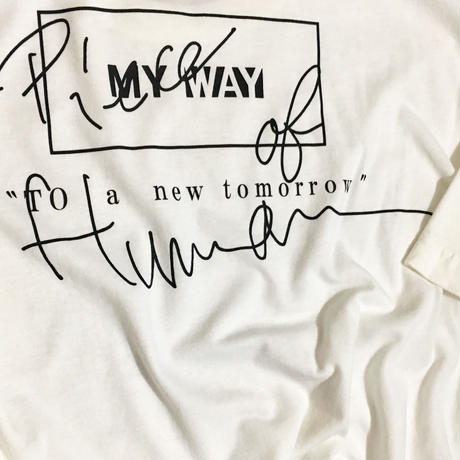 Piece
MY WAY
of
"TO a new tomorrow"
Human